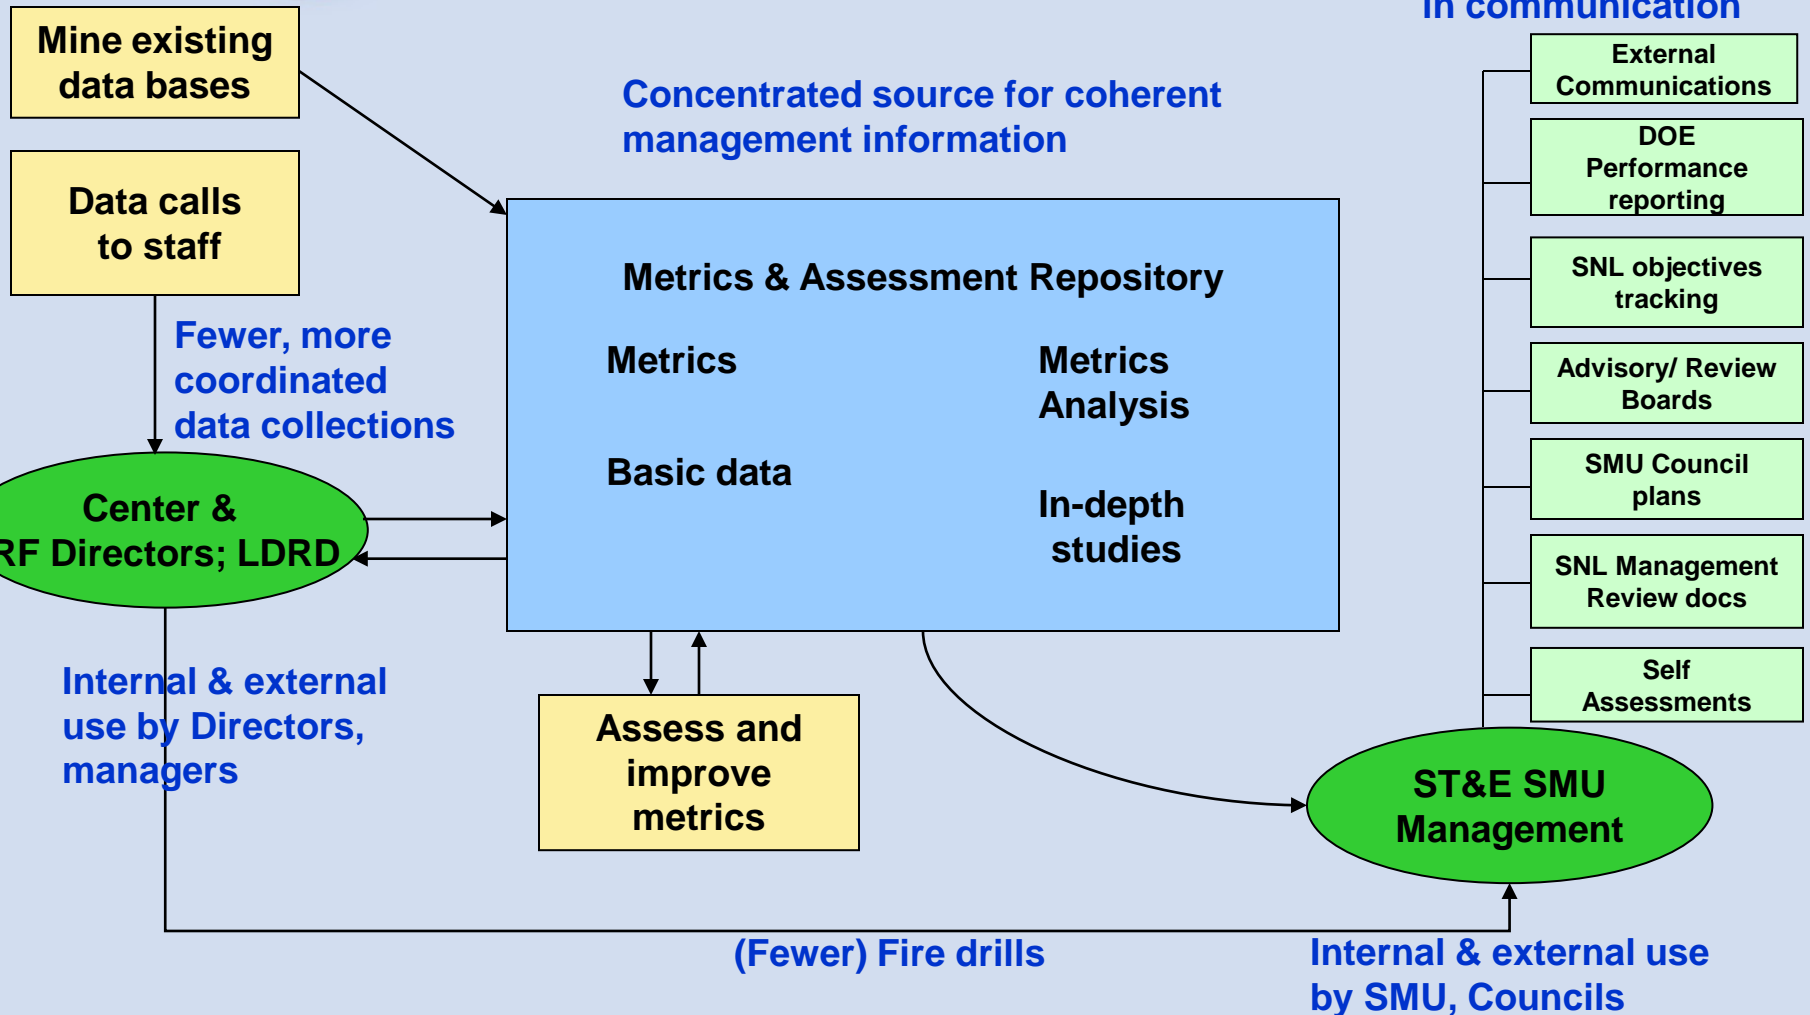 in communication
Mine existing
data bases
Data calls
to staff
Fewer, more
coordinated
data collections
Center &
RF Directors; LDRD
Internal & external
use by Directors,
managers
Concentrated source for coherent
management information
Metrics & Assessment Repository
Metrics
Metrics
Analysis
Basic data
In-depth
studies
Assess and
improve
metrics
(Fewer) Fire drills
External
Communications
DOE
Performance
reporting
SNL objectives
tracking
Advisory/ Review
Boards
SMU Council
plans
SNL Management
Review docs
Self
Assessments
ST&E SMU
Management
Internal & external use
by SMU, Councils